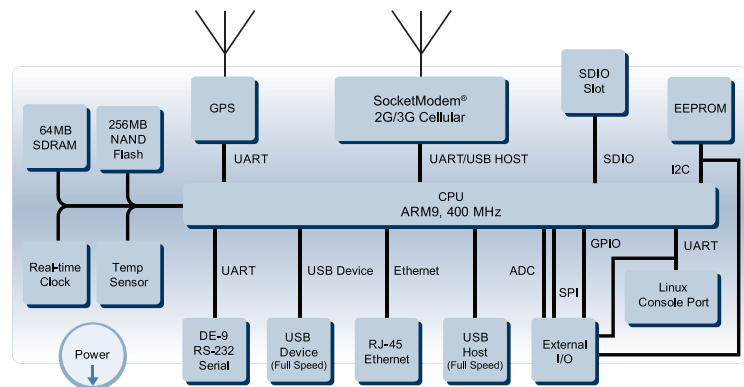 GPS
SocketModem®
2G/3G Cellular
SDIO
Slot
EEPROM
64MB
SDRAM
256MB
NAND
Flash
UART
UART/USB HOST
SDIO
I2C
CPU
ARM9, 400 MHz
Real-time
Clock
Temp
Sensor
UART
USB Device
Ethernet
ADC
SPI
GPIO
UART
Linux
Console Port
Power
DE-9
RS-232
Serial
USB
Device
(Full Speed)
RJ-45
Ethernet
USB
Host
(Full Speed)
External
I/O